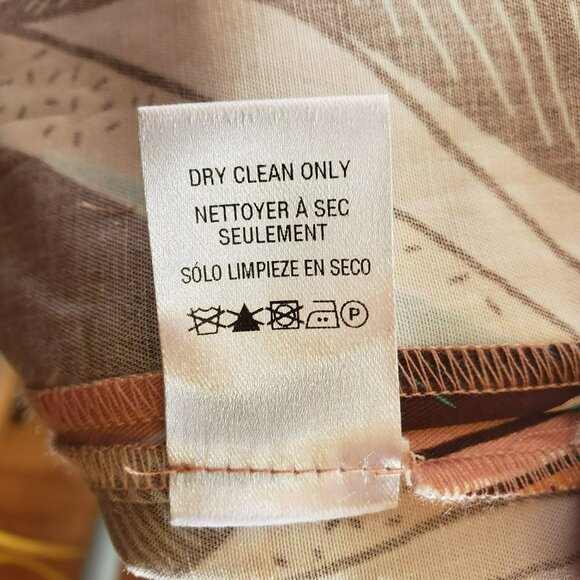 DRY CLEAN ONLY
NETTOYER À SEC
SEULEMENT
SÓLO LIMPIEZE EN SECO
P